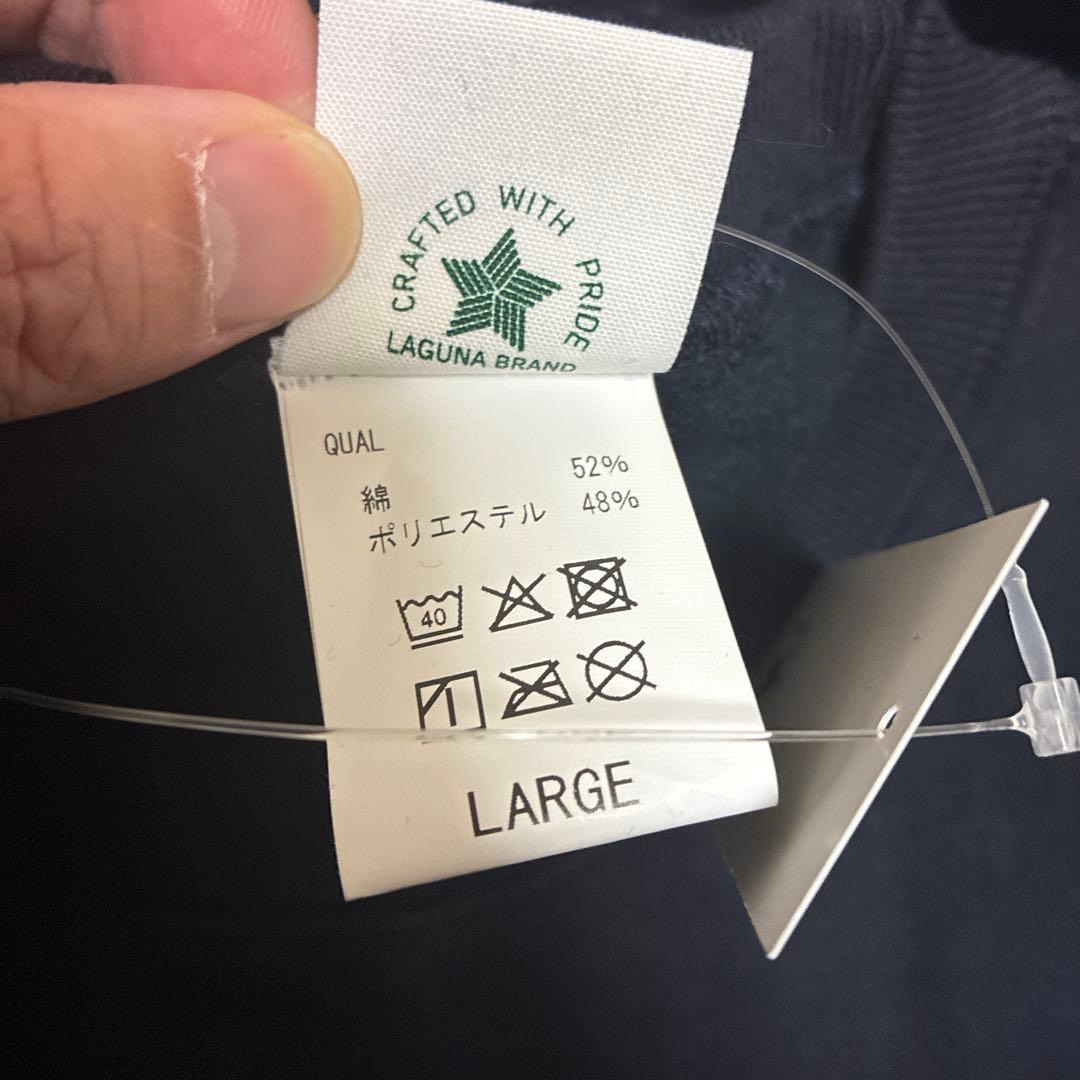 CRAFTED WITH PRIDE
LAGUNA BRAND
QUAL
綿 52%
ポリエステル 48%
40
LARGE